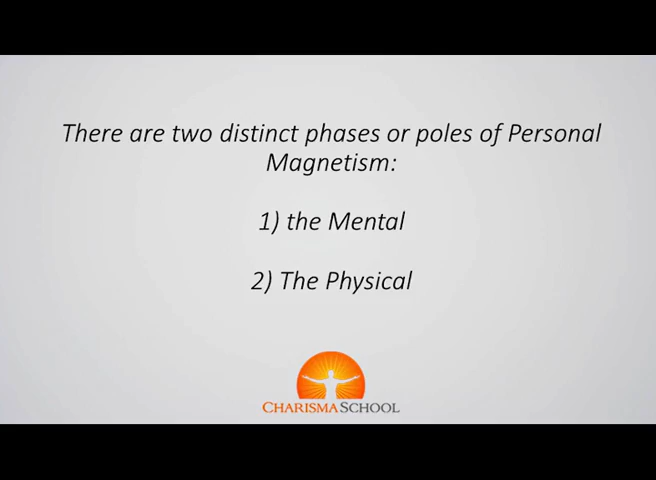 There are two distinct phases or poles of Personal
Magnetism:
1) the Mental
2) The Physical
CHARISMASCHOOL